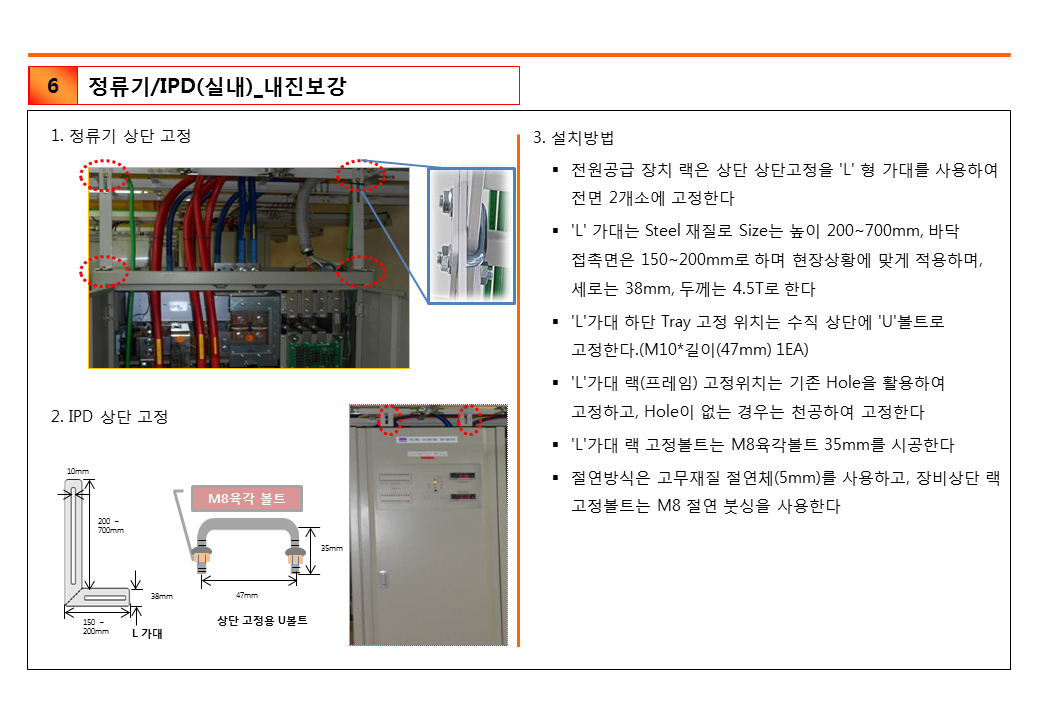 6
정류기/IPD(실내)_내진보강
1. 정류기 상단 고정
2. IPD 상단 고정
10mm
200 ~
700mm
38mm
150 ~
200mm
L 가대
M8육각 볼트
35mm
47mm
상단 고정용 U볼트
3. 설치방법
▪ 전원공급 장치 랙은 상단 상단고정을 'L' 형 가대를 사용하여
전면 2개소에 고정한다
▪ 'L' 가대는 Steel 재질로 Size는 높이 200~700mm, 바닥
접촉면은 150~200mm로 하며 현장상황에 맞게 적용하며,
세로는 38mm, 두께는 4.5T로 한다
▪ 'L'가대 하단 Tray 고정 위치는 수직 상단에 'U'볼트로
고정한다.(M10*길이(47mm) 1EA)
▪ 'L'가대 랙(프레임) 고정위치는 기존 Hole을 활용하여
고정하고, Hole이 없는 경우는 천공하여 고정한다
▪ 'L'가대 랙 고정볼트는 M8육각볼트 35mm를 시공한다
▪ 절연방식은 고무재질 절연체(5mm)를 사용하고, 장비상단 랙
고정볼트는 M8 절연 붓싱을 사용한다